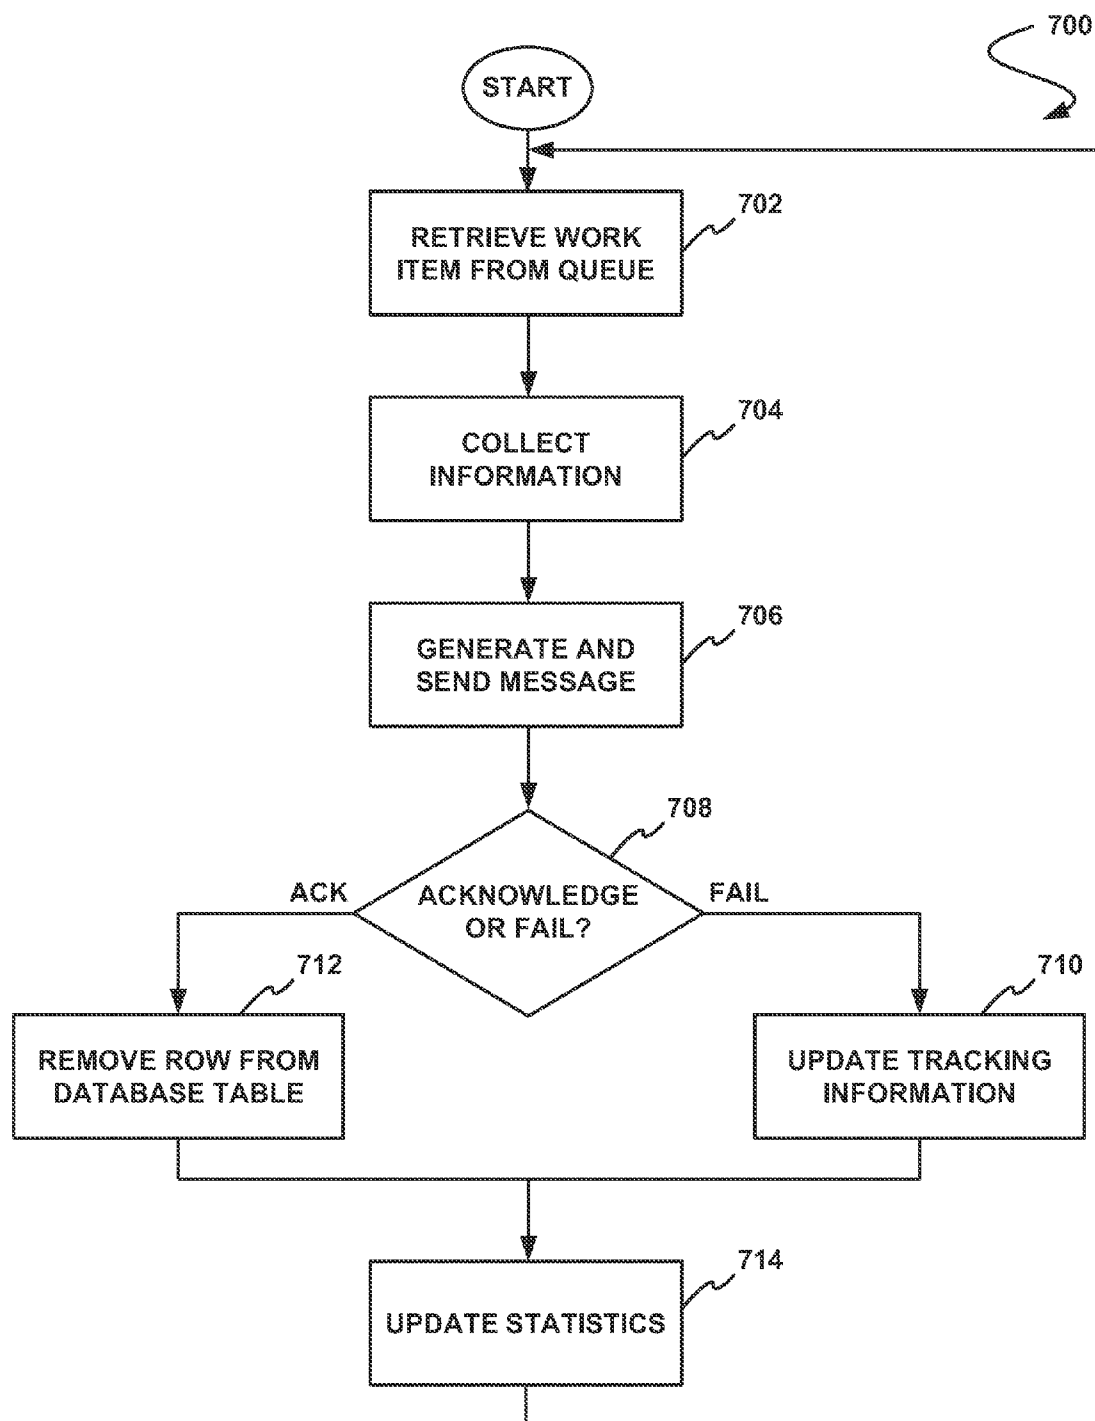 700
START
702
RETRIEVE WORK
ITEM FROM QUEUE
704
COLLECT
INFORMATION
706
GENERATE AND
SEND MESSAGE
708
ACK
ACKNOWLEDGE
OR FAIL?
FAIL
712
REMOVE ROW FROM
DATABASE TABLE
710
UPDATE TRACKING
INFORMATION
714
UPDATE STATISTICS